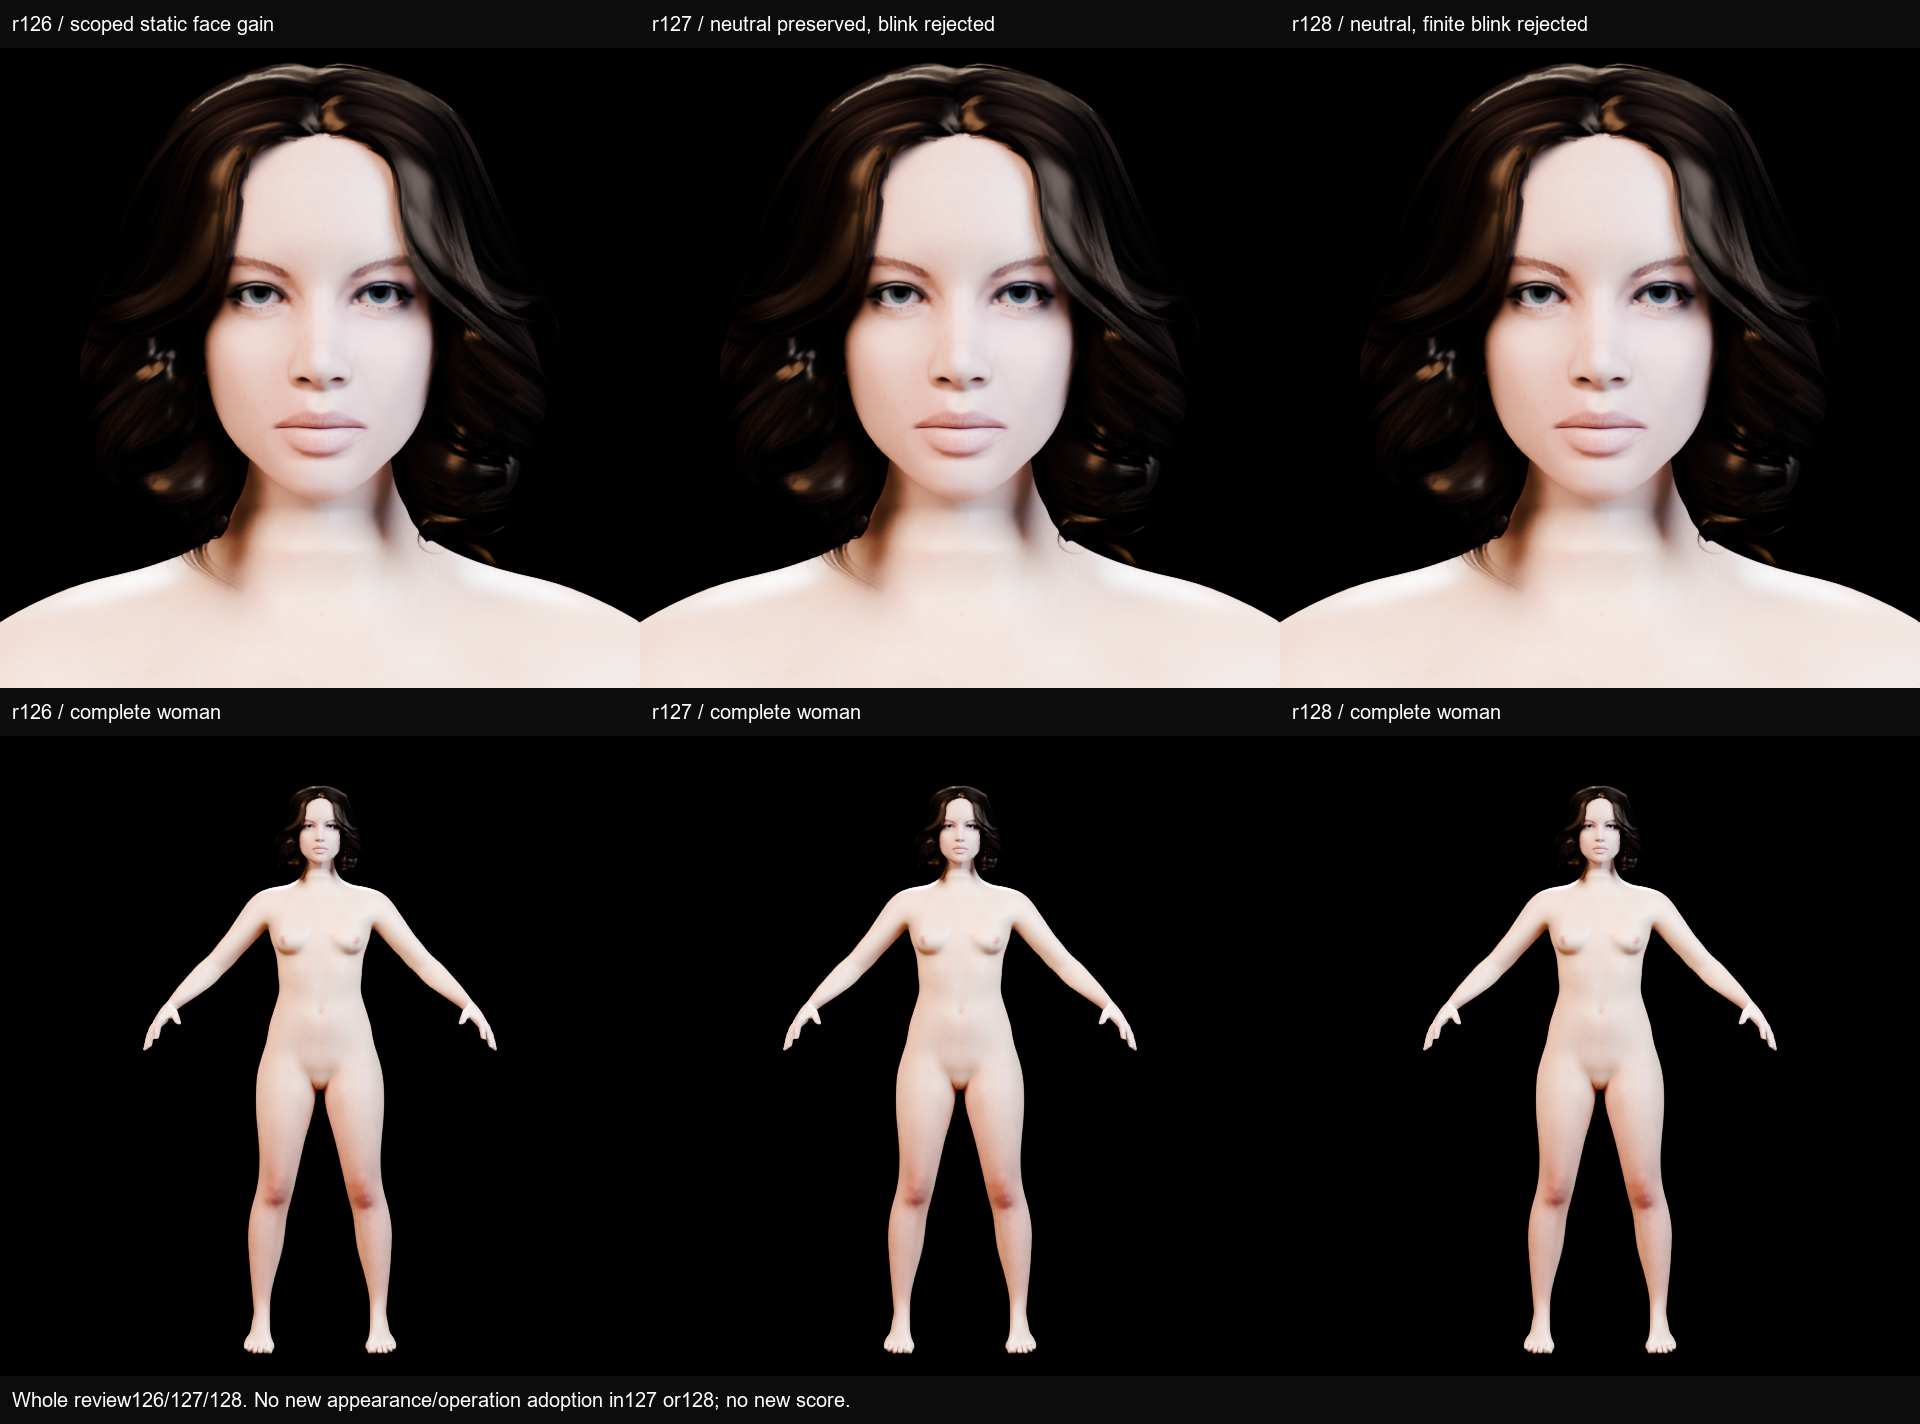 r126 / scoped static face gain
r127 / neutral preserved, blink rejected
r128 / neutral, finite blink rejected
r126 / complete woman
r127 / complete woman
r128 / complete woman
Whole review126/127/128. No new appearance/operation adoption in127 or128; no new score.